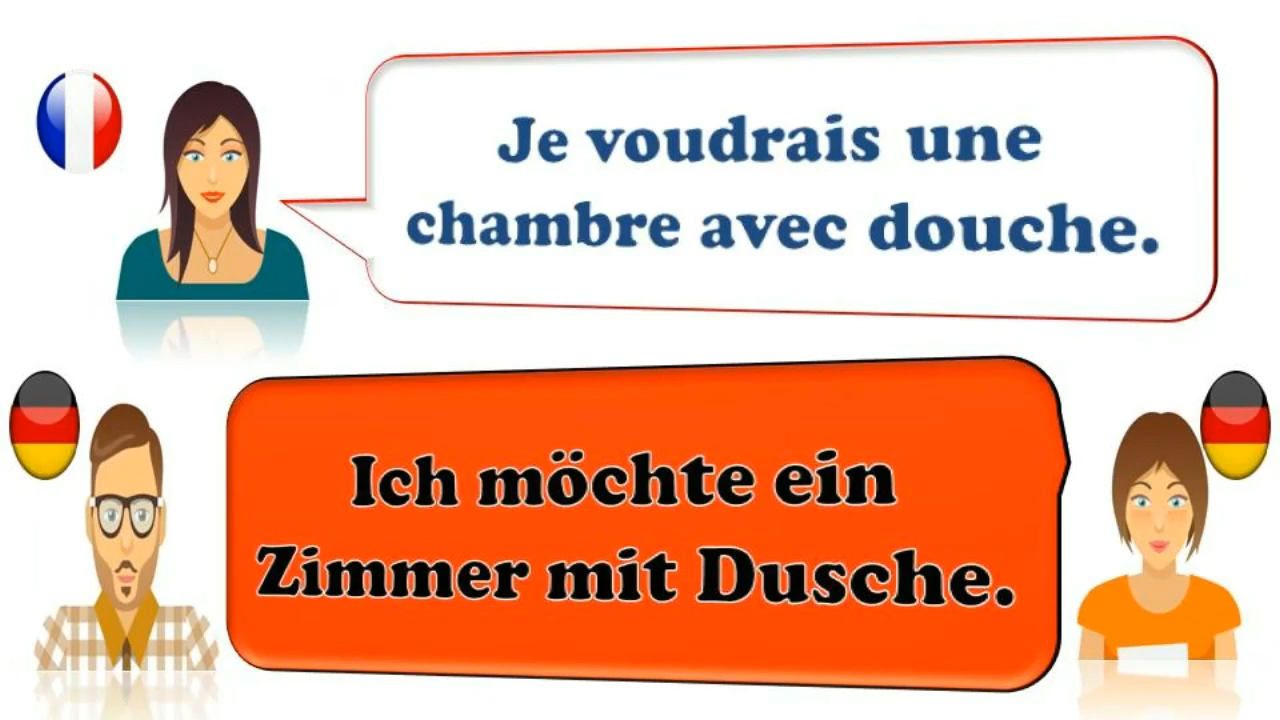 Je voudrais une
chambre avec douche.
Ich möchte ein
Zimmer mit Dusche.